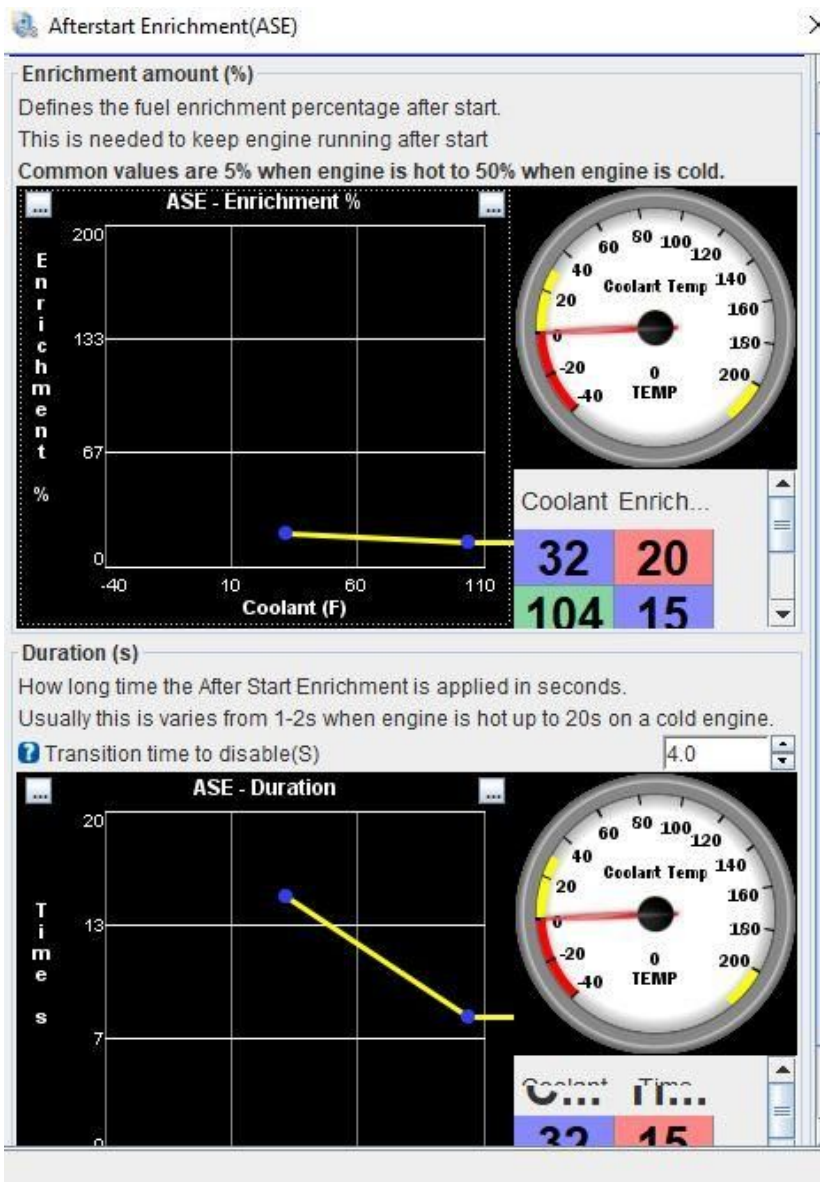 Afterstart Enrichment(ASE)
Enrichment amount (%)
Defines the fuel enrichment percentage after start.
This is needed to keep engine running after start
Common values are 5% when engine is hot to 50% when engine is cold.
... ASE - Enrichment % ...
Enrichment %
200
133
67
0
-40 10 60 110
Coolant (F)
-40 -20 0 20 40 60 80 100 120 140 160 180 200
Coolant Temp
0
TEMP
Coolant Enrich...
32 20
104 15
Duration (s)
How long time the After Start Enrichment is applied in seconds.
Usually this is varies from 1-2s when engine is hot up to 20s on a cold engine.
? Transition time to disable(S) 4.0
... ASE - Duration ...
Time s
20
13
7
0
-40 -20 0 20 40 60 80 100 120 140 160 180 200
Coolant Temp
0
TEMP
32 15